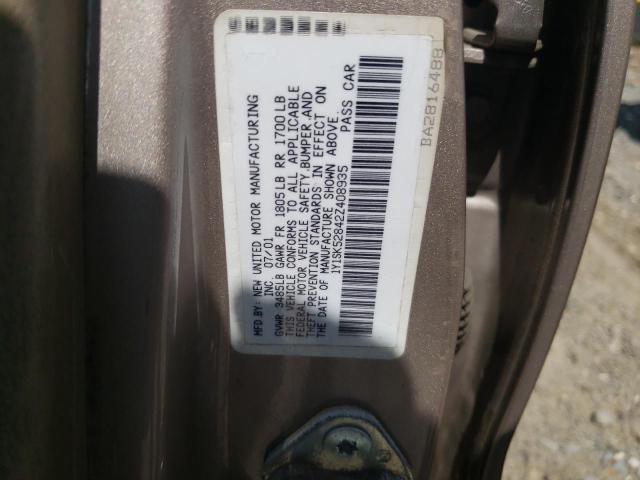 MFD.BY: NEW UNITED MOTOR MANUFACTURING
INC 07/01
GVWR 3485LB GAWR FR 1805LB RR 1700LB
THIS VEHICLE CONFORMS TO ALL APPLICABLE
FEDERAL MOTOR VEHICLE SAFETY,BUMPER,AND
THEFT PREVENTION STANDARDS IN EFFECT ON
THE DATE OF MANUFACTURE SHOWN ABOVE.
1Y1SK52842Z408935 PASS CAR
BA2816488